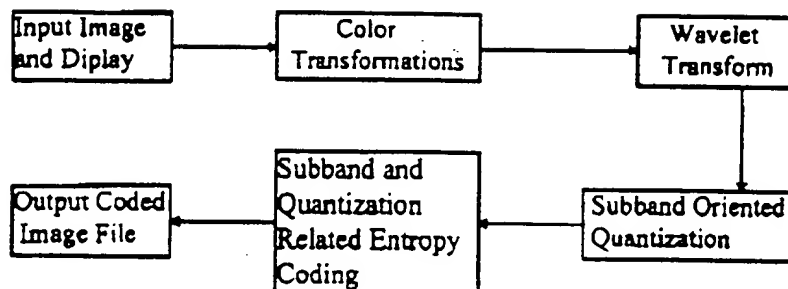 Input Image
and Diplay
Color
Transformations
Wavelet
Transform
Subband Oriented
Quantization
Subband and
Quantization
Related Entropy
Coding
Output Coded
Image File